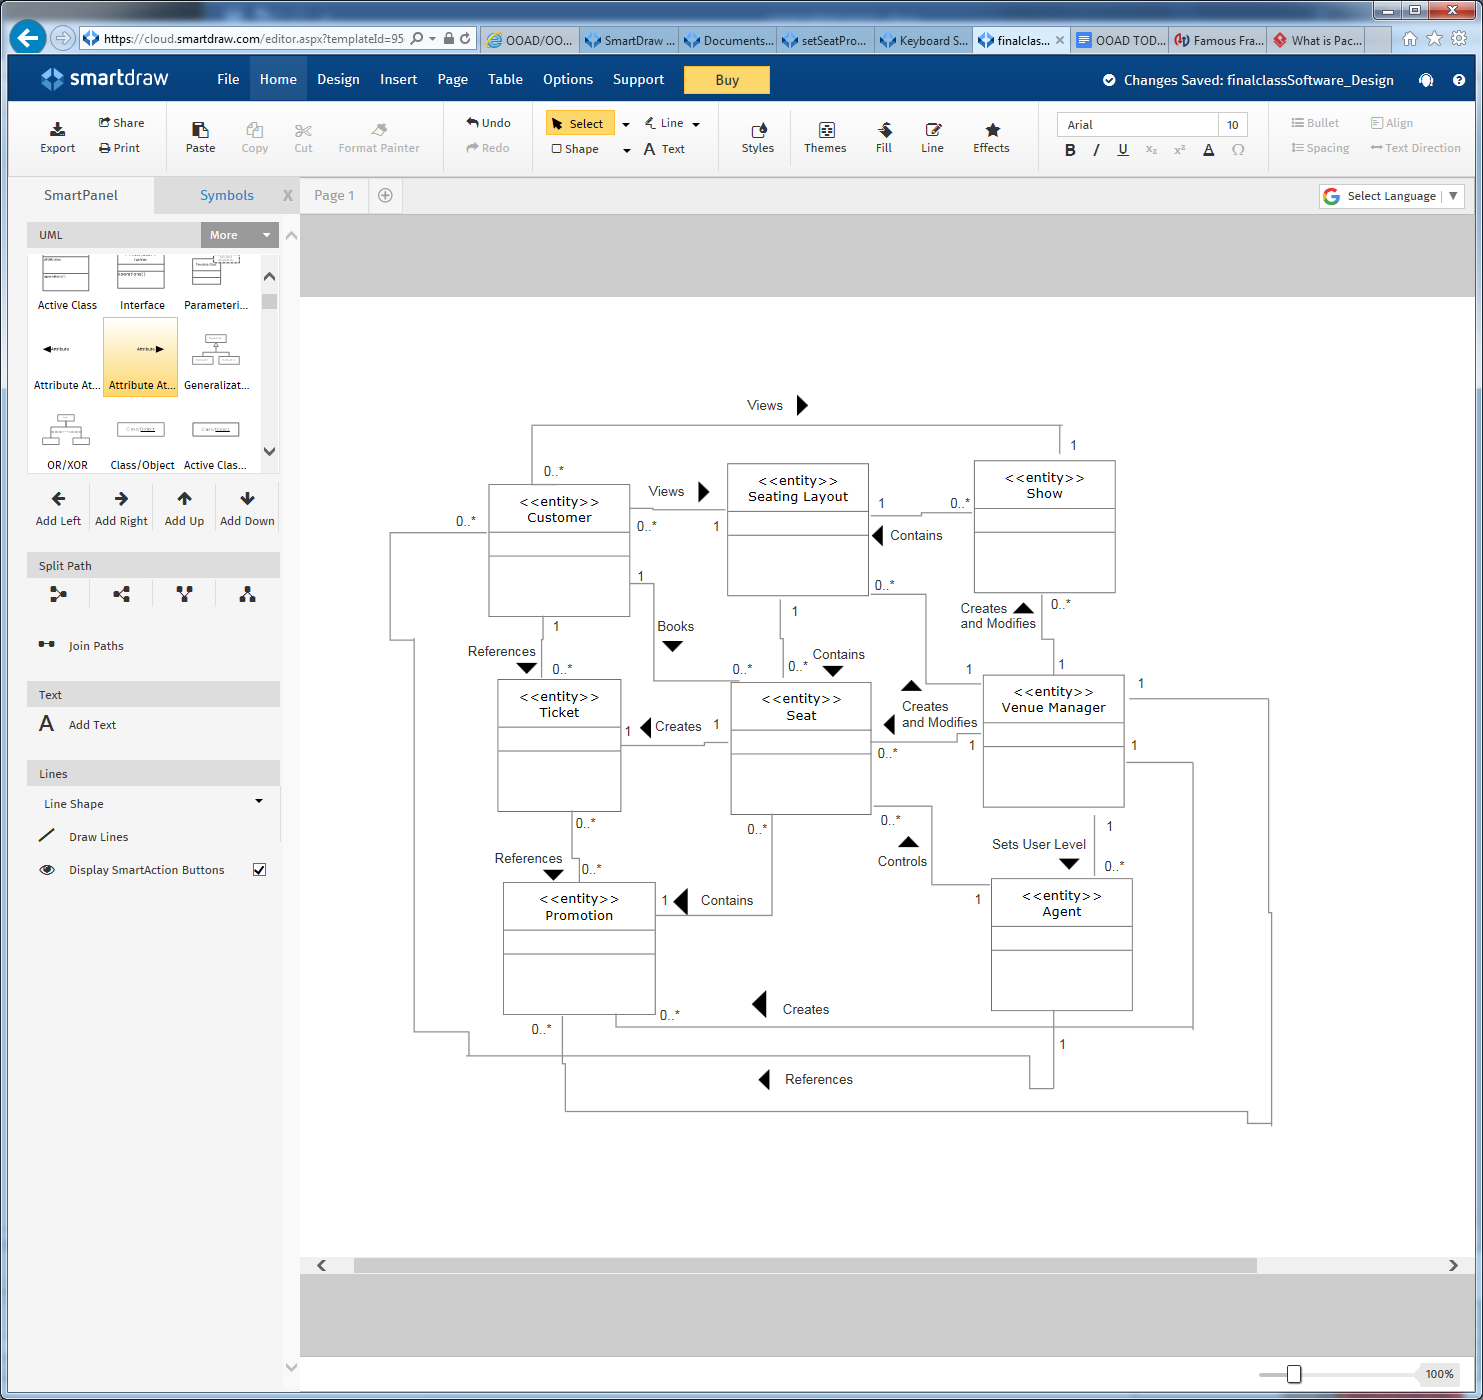 https://cloud.smartdraw.com/editor.aspx?templateId=95
OOAD/OO...
SmartDraw ...
Documents...
setSeatPro...
Keyboard S...
finalclass...
OOAD TOD...
Famous Fra...
What is Pac...
smartdraw
File
Home
Design
Insert
Page
Table
Options
Support
Buy
Changes Saved: finalclassSoftware_Design
Export
Share
Print
Paste
Copy
Cut
Format Painter
Undo
Redo
Select
Shape
Line
Text
Styles
Themes
Fill
Line
Effects
Arial
10
B I U
Bullet
Align
Spacing
Text Direction
SmartPanel
Symbols
X
Page 1
Select Language
UML
More
Active Class
Interface
Parameteri...
Attribute At...
Attribute At...
Generalizat...
OR/XOR
Class/Object
Active Clas...
Add Left
Add Right
Add Up
Add Down
Split Path
Join Paths
Text
A Add Text
Lines
Line Shape
Draw Lines
Display SmartAction Buttons
Views
1
0..*
<<entity>>
Customer
Views
0..*
1
<<entity>>
Seating Layout
1
0..*
Contains
<<entity>>
Show
0..*
1
Books
0..*
1
Creates
and Modifies
0..*
1
References
0..*
1
0..*
Contains
0..*
1
1
1
<<entity>>
Ticket
1
Creates
1
<<entity>>
Seat
Creates
and Modifies
0..*
1
<<entity>>
Venue Manager
1
0..*
References
0..*
0..*
0..*
Controls
1
Sets User Level
1
0..*
<<entity>>
Promotion
1
Contains
<<entity>>
Agent
0..*
0..*
Creates
1
References
100%